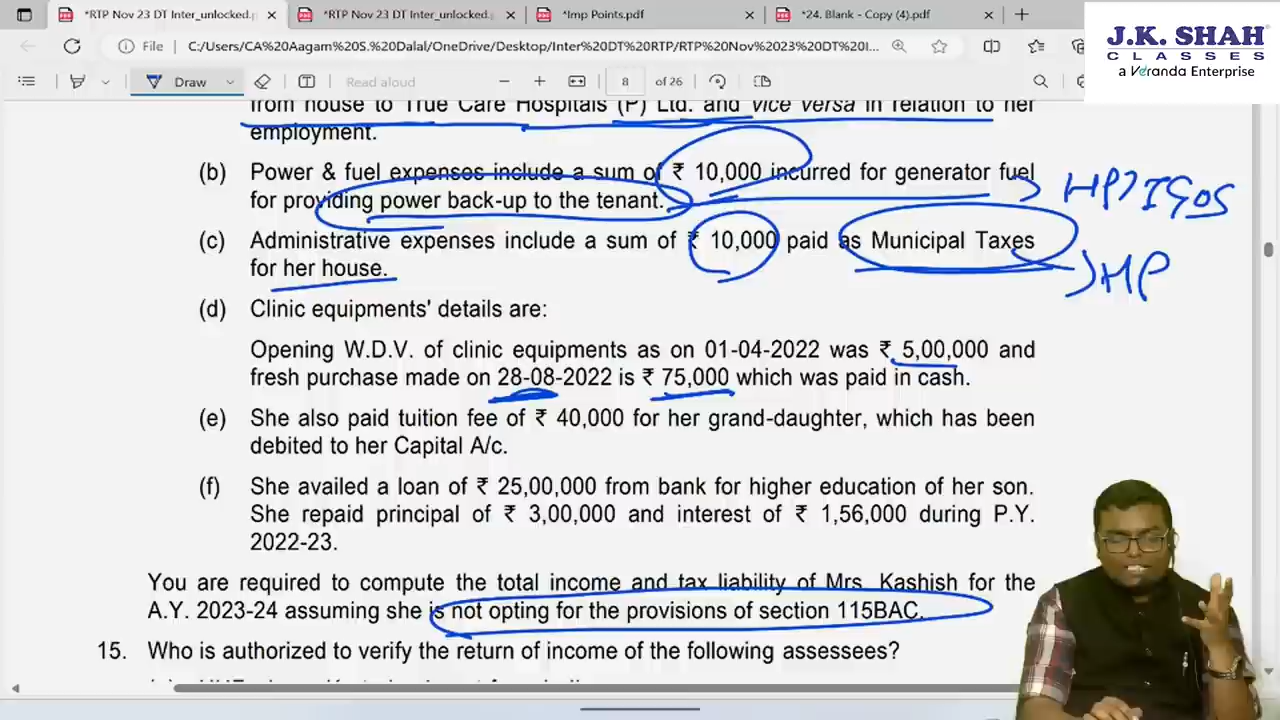 *RTP Nov 23 DT Inter_unlocked.p
*RTP Nov 23 DT Inter_unlocked.
*Imp Points.pdf
*24. Blank - Copy (4).pdf
J.K. SHAH
CLASSES
a Veranda Enterprise
File
C:/Users/CA%20Aagam%20S.%20Dalal/OneDrive/Desktop/Inter%20DT%20RTP/RTP%20Nov%2023%20DT%20I...
Draw
Read aloud
8
of 26
from house to True Care Hospitals (P) Ltd. and vice versa in relation to her
employment.
(b) Power & fuel expenses include a sum of ₹ 10,000 incurred for generator fuel
for providing power back-up to the tenant.
HP/IFOS
(c) Administrative expenses include a sum of ₹ 10,000 paid as Municipal Taxes
for her house.
HP
(d) Clinic equipments' details are:
Opening W.D.V. of clinic equipments as on 01-04-2022 was ₹ 5,00,000 and
fresh purchase made on 28-08-2022 is ₹ 75,000 which was paid in cash.
(e) She also paid tuition fee of ₹ 40,000 for her grand-daughter, which has been
debited to her Capital A/c.
(f) She availed a loan of ₹ 25,00,000 from bank for higher education of her son.
She repaid principal of ₹ 3,00,000 and interest of ₹ 1,56,000 during P.Y.
2022-23.
You are required to compute the total income and tax liability of Mrs. Kashish for the
A.Y. 2023-24 assuming she is not opting for the provisions of section 115BAC.
15. Who is authorized to verify the return of income of the following assessees?